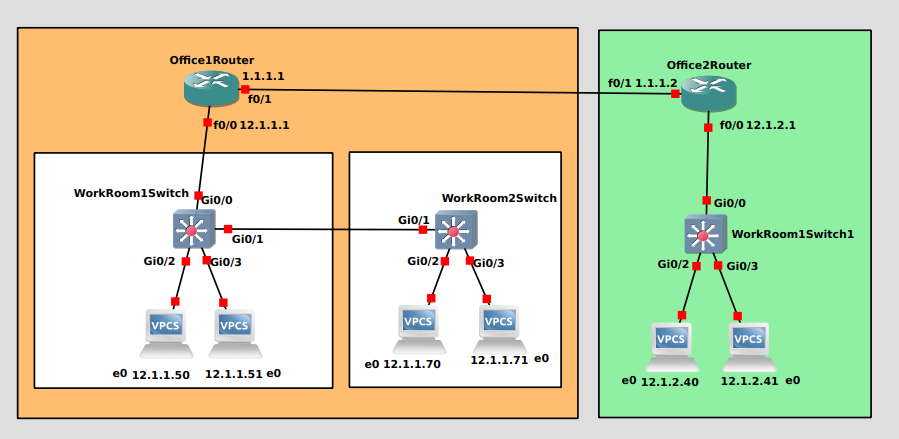 Office1Router
1.1.1.1
f0/1
f0/0 12.1.1.1
Office2Router
f0/1 1.1.1.2
f0/0 12.1.2.1
WorkRoom1Switch
Gi0/0
Gi0/1
Gi0/2
Gi0/3
VPCS
VPCS
e0 12.1.1.50
12.1.1.51 e0
WorkRoom2Switch
Gi0/1
Gi0/2
Gi0/3
VPCS
VPCS
e0 12.1.1.70
12.1.1.71 e0
Gi0/0
WorkRoom1Switch1
Gi0/2
Gi0/3
VPCS
VPCS
e0 12.1.2.40
12.1.2.41 e0